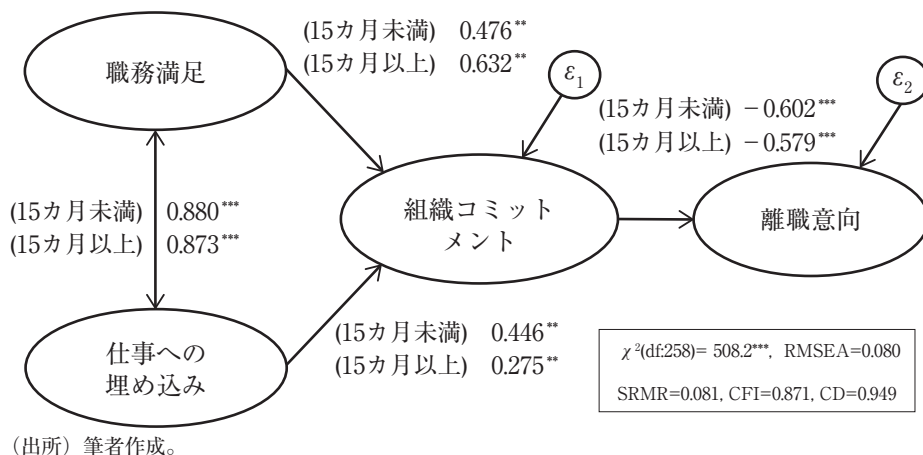 (15カ月未満) 0.476**
(15カ月以上) 0.632**
職務満足
ε1
ε2
(15カ月未満) −0.602***
(15カ月以上) −0.579***
(15カ月未満) 0.880***
(15カ月以上) 0.873***
組織コミット
メント
離職意向
(15カ月未満) 0.446**
(15カ月以上) 0.275**
仕事への
埋め込み
χ²(df:258)= 508.2***, RMSEA=0.080
SRMR=0.081, CFI=0.871, CD=0.949
（出所）筆者作成。